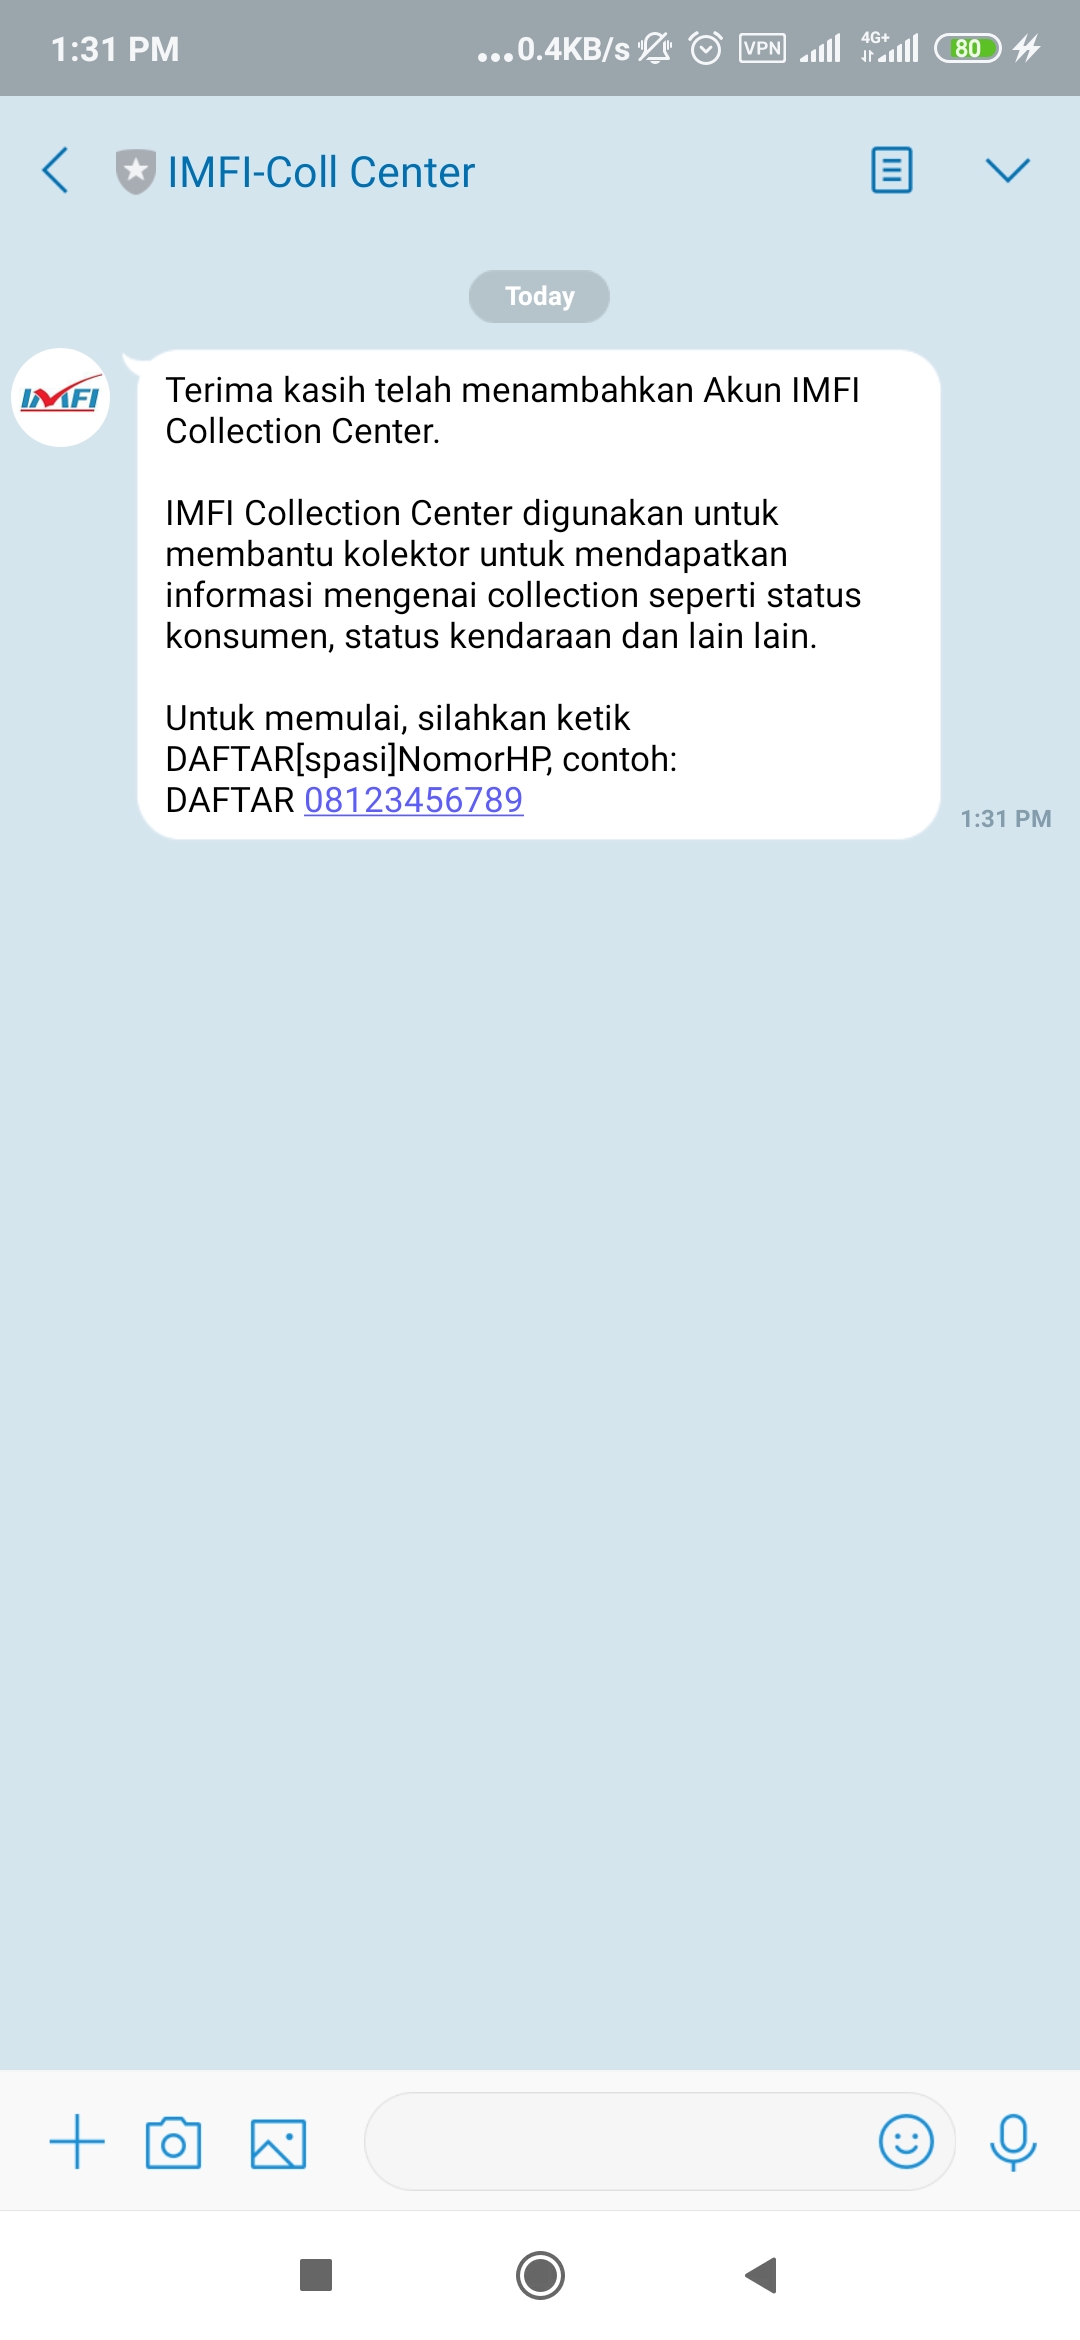 1:31 PM
...0.4KB/s VPN 4G+ 80
IMFI-Coll Center
Today
IMFI
Terima kasih telah menambahkan Akun IMFI
Collection Center.
IMFI Collection Center digunakan untuk
membantu kolektor untuk mendapatkan
informasi mengenai collection seperti status
konsumen, status kendaraan dan lain lain.
Untuk memulai, silahkan ketik
DAFTAR[spasi]NomorHP, contoh:
DAFTAR 08123456789
1:31 PM